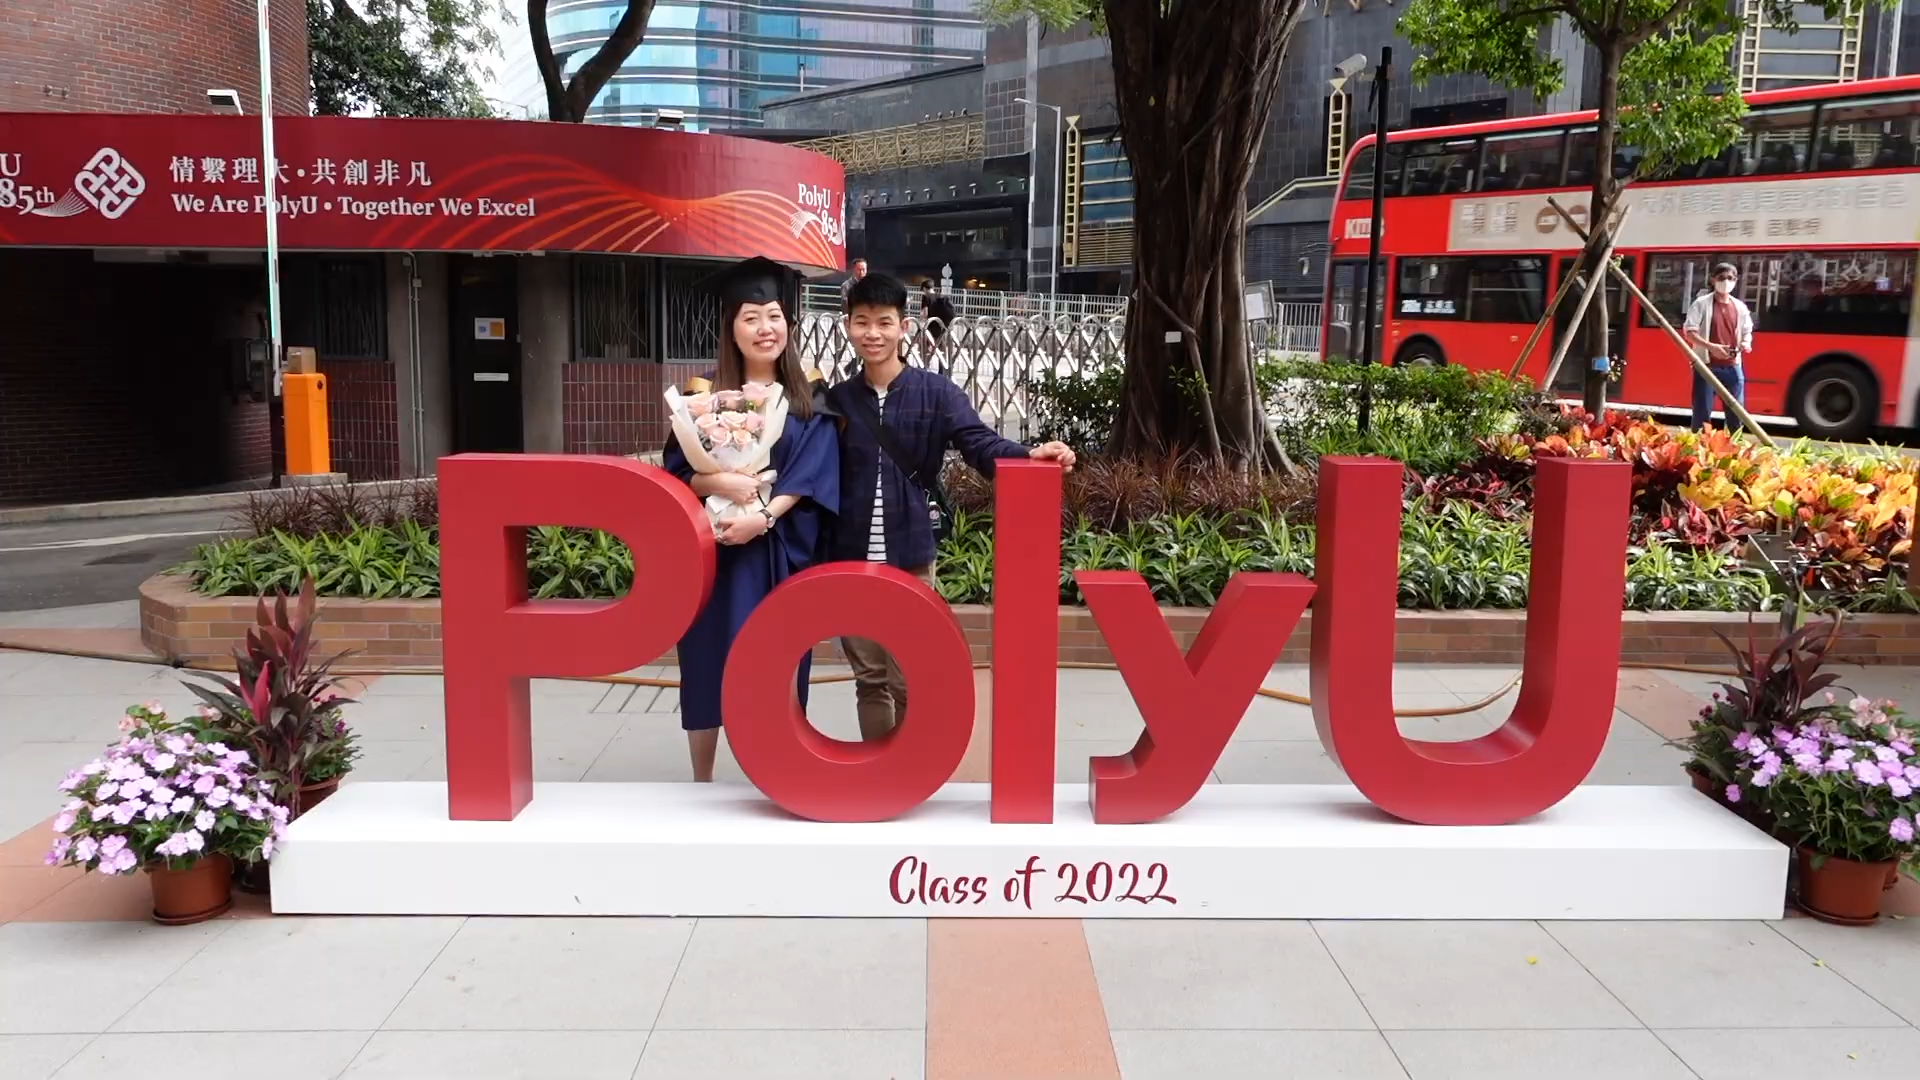 U
85th
情繫理大·共創非凡
We Are PolyU • Together We Excel
PolyU
85th
KMB
PolyU
Class of 2022